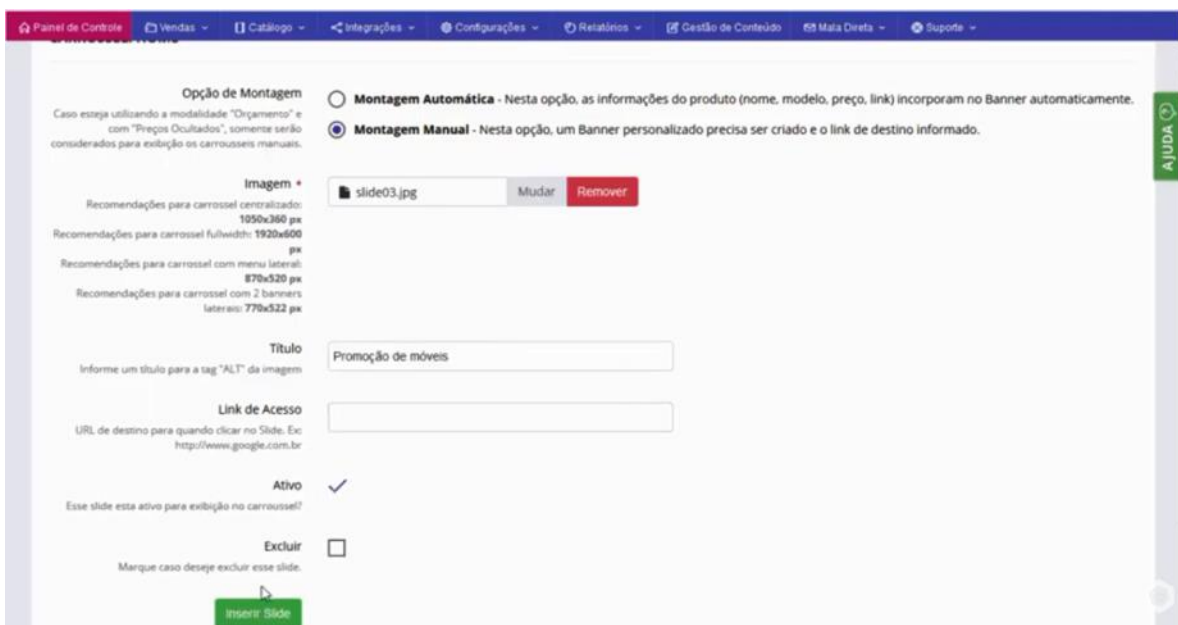 Painel de Controle Vendas Catálogo Integrações Configurações Relatórios Gestão de Conteúdo Mala Direta Suporte
Opção de Montagem
Caso esteja utilizando a modalidade "Orçamento" e
com "Preços Ocultados", somente serão
considerados para exibição os carrousseis manuais.
Montagem Automática - Nesta opção, as informações do produto (nome, modelo, preço, link) incorporam no Banner automaticamente.
Montagem Manual - Nesta opção, um Banner personalizado precisa ser criado e o link de destino informado.
AJUDA
Imagem *
Recomendações para carrossel centralizado:
1050x360 px
Recomendações para carrossel fullwidth: 1920x600
px
Recomendações para carrossel com menu lateral:
870x520 px
Recomendações para carrossel com 2 banners
laterais: 770x522 px
slide03.jpg Mudar Remover
Título
Informe um título para a tag "ALT" da imagem
Promoção de móveis
Link de Acesso
URL de destino para quando clicar no Slide. Ex:
http://www.google.com.br
Ativo
Esse slide esta ativo para exibição no carroussel?
Excluir
Marque caso deseje excluir esse slide.
Inserir Slide